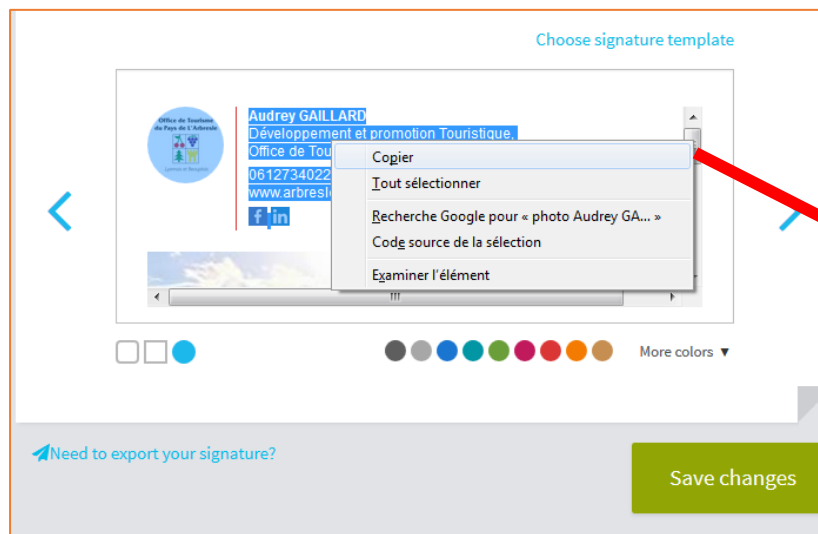 Choose signature template
Office de Tourisme
du Pays de L'Arbresle
Audrey GAILLARD
Développement et promotion Touristique,
Office de Tou
0612734022
www.arbresl
f in
Copier
Tout sélectionner
Recherche Google pour « photo Audrey GA... »
Code source de la sélection
Examiner l'élément
More colors ▼
Need to export your signature?
Save changes